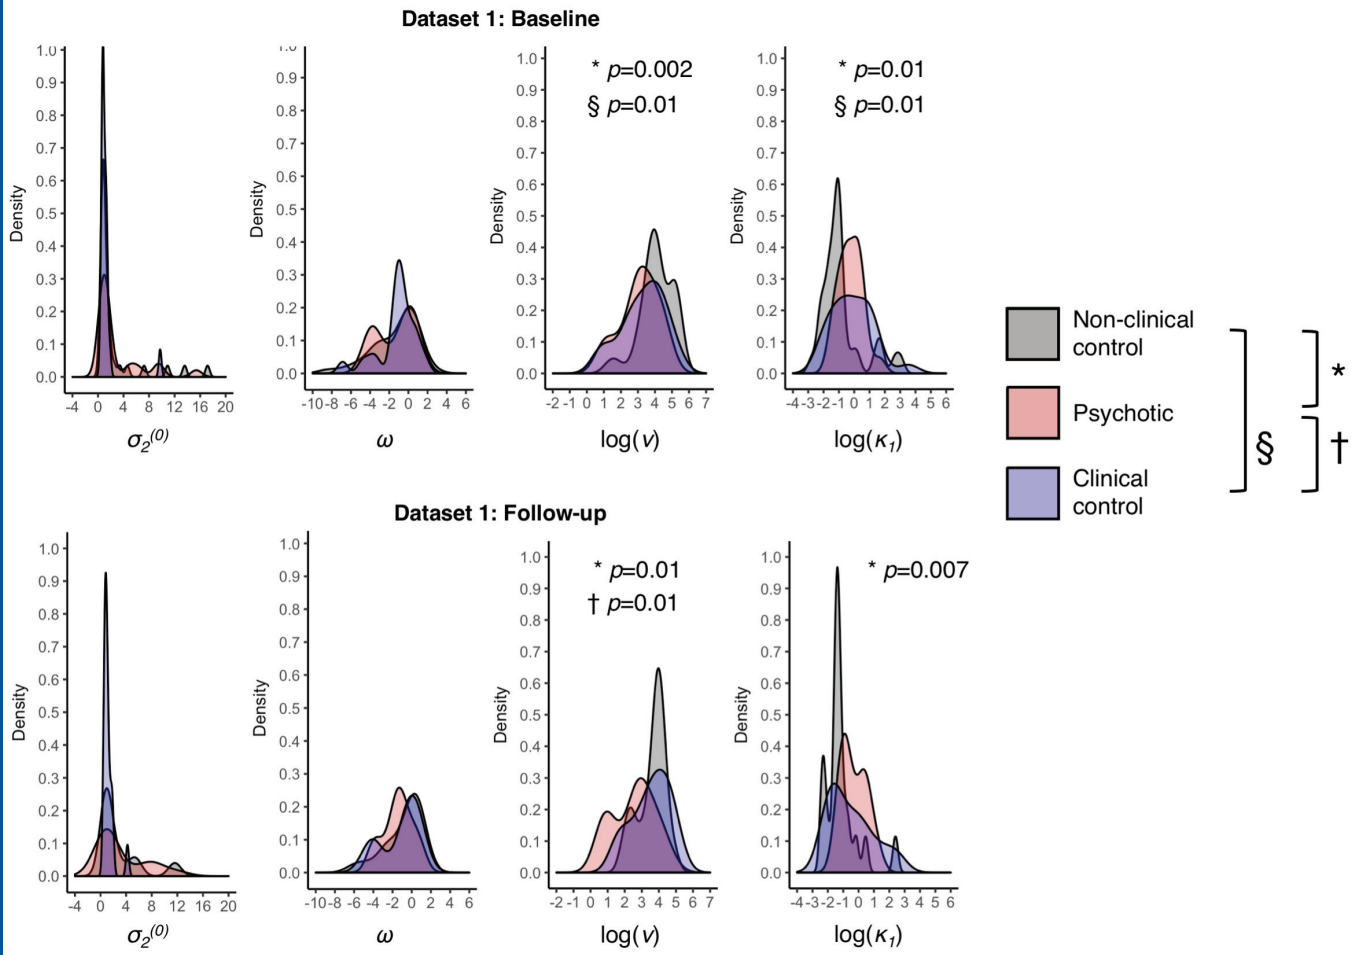 Dataset 1: Baseline
1.0
0.9
0.8
0.7
0.6
0.5
0.4
0.3
0.2
0.1
0.0
Density
-4 0 4 8 12 16 20
σ₂⁽⁰⁾
1.0
0.9
0.8
0.7
0.6
0.5
0.4
0.3
0.2
0.1
0.0
Density
-10 -8 -6 -4 -2 0 2 4 6
ω
* p=0.002
§ p=0.01
1.0
0.9
0.8
0.7
0.6
0.5
0.4
0.3
0.2
0.1
0.0
Density
-2 -1 0 1 2 3 4 5 6 7
log(ν)
* p=0.01
§ p=0.01
1.0
0.9
0.8
0.7
0.6
0.5
0.4
0.3
0.2
0.1
0.0
Density
-4 -3 -2 -1 0 1 2 3 4 5 6
log(κ₁)
Non-clinical
control
Psychotic
Clinical
control
§
*
†
Dataset 1: Follow-up
1.0
0.9
0.8
0.7
0.6
0.5
0.4
0.3
0.2
0.1
0.0
Density
-4 0 4 8 12 16 20
σ₂⁽⁰⁾
1.0
0.9
0.8
0.7
0.6
0.5
0.4
0.3
0.2
0.1
0.0
Density
-10 -8 -6 -4 -2 0 2 4 6
ω
* p=0.01
† p=0.01
1.0
0.9
0.8
0.7
0.6
0.5
0.4
0.3
0.2
0.1
0.0
Density
-2 -1 0 1 2 3 4 5 6 7
log(ν)
* p=0.007
1.0
0.9
0.8
0.7
0.6
0.5
0.4
0.3
0.2
0.1
0.0
Density
-4 -3 -2 -1 0 1 2 3 4 5 6
log(κ₁)